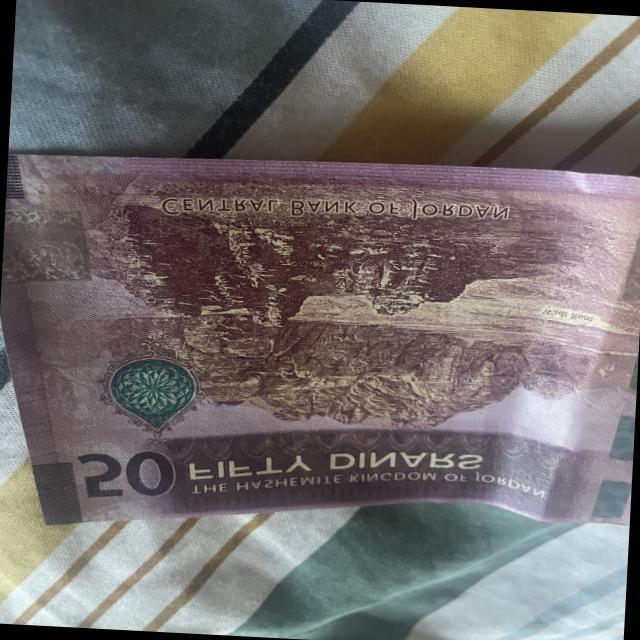 THE HASHEMITE KINGDOM OF JORDAN
FIFTY DINARS
50
Wadi Rum
CENTRAL BANK OF JORDAN